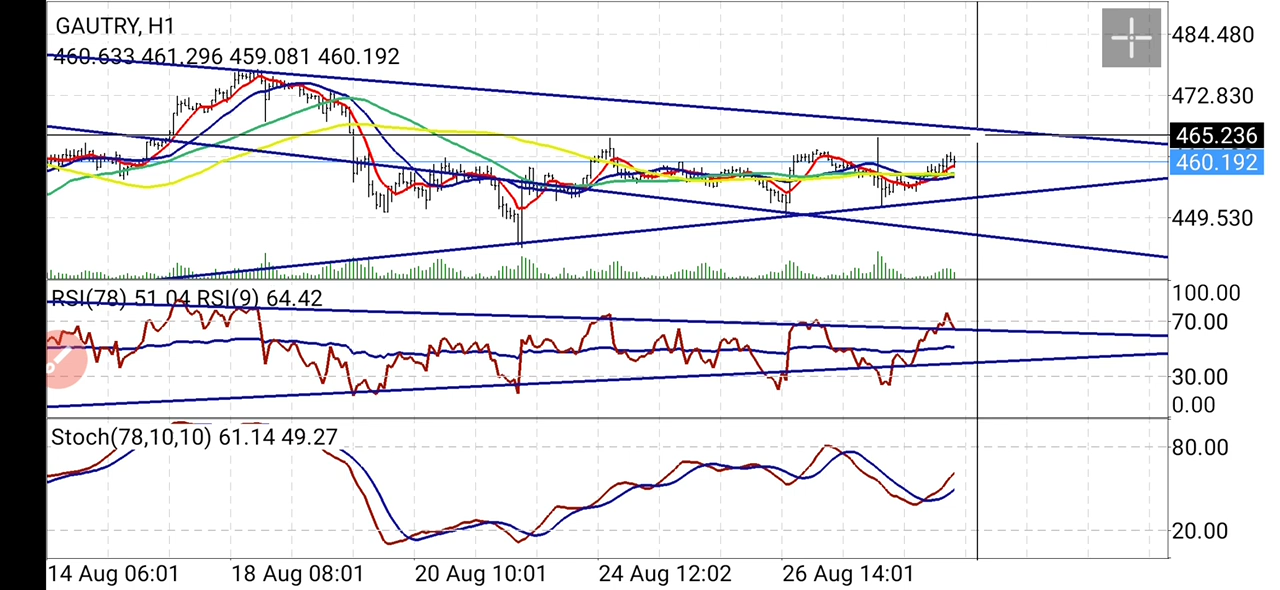 GAUTRY, H1
460.633 461.296 459.081 460.192
484.480
472.830
465.236
460.192
449.530
RSI(78) 51.04 RSI(9) 64.42
100.00
70.00
30.00
0.00
Stoch(78,10,10) 61.14 49.27
80.00
20.00
14 Aug 06:01 18 Aug 08:01 20 Aug 10:01 24 Aug 12:02 26 Aug 14:01